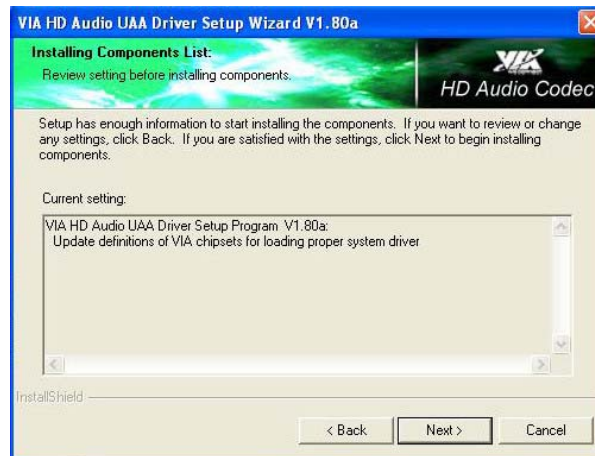 VIA HD Audio UAA Driver Setup Wizard V1.80a
Installing Components List:
Review setting before installing components.
VIA
HD Audio Codec
Setup has enough information to start installing the components. If you want to review or change
any settings, click Back. If you are satisfied with the settings, click Next to begin installing
components.
Current setting:
VIA HD Audio UAA Driver Setup Program V1.80a:
Update definitions of VIA chipsets for loading proper system driver
InstallShield
< Back
Next >
Cancel